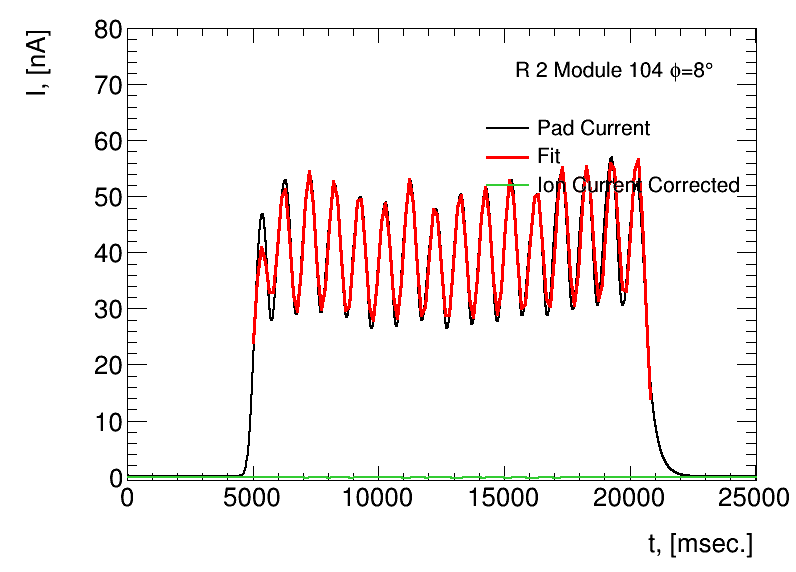 I, [nA]
80
70
60
50
40
30
20
10
0
R 2 Module 104 ϕ=8°
Pad Current
Fit
Ion Current Corrected
0 5000 10000 15000 20000 25000
t, [msec.]